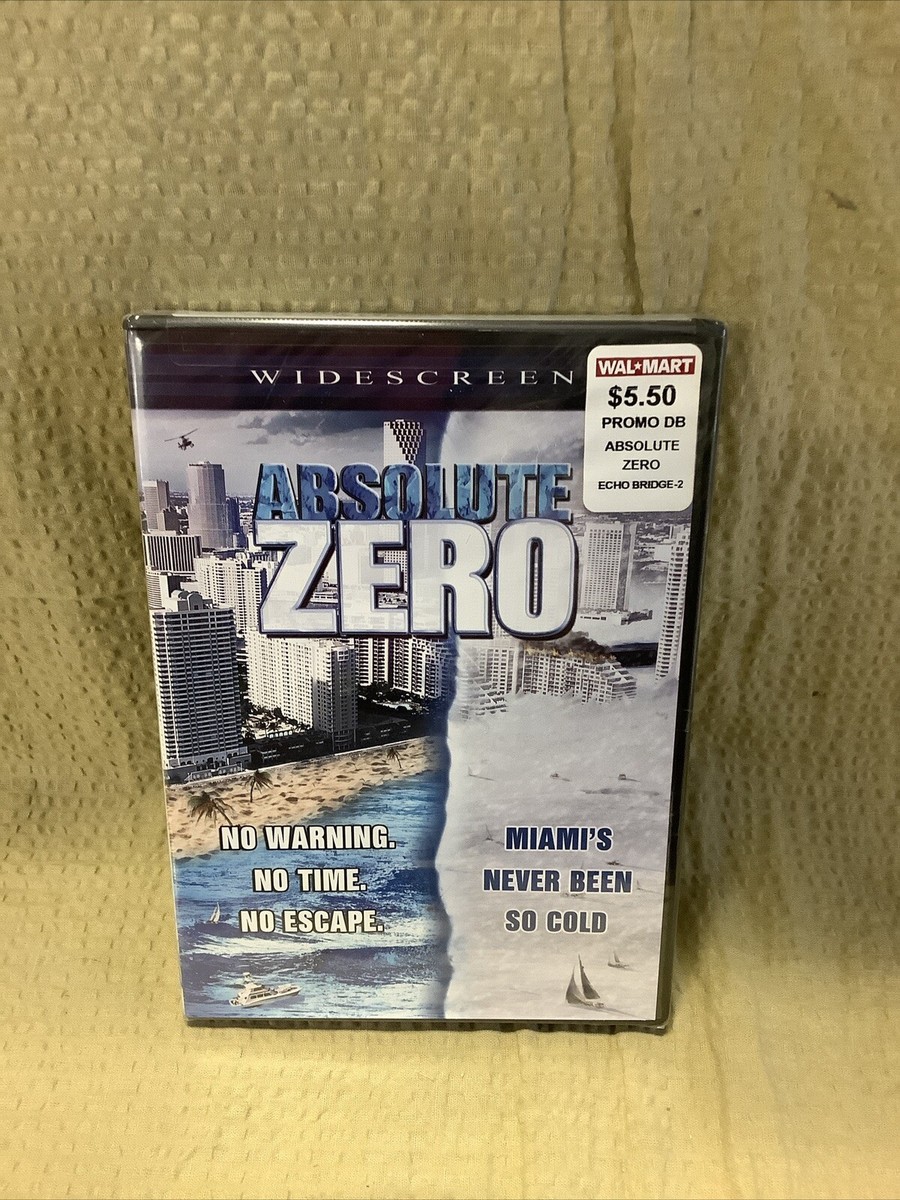 WIDESCREEN
WAL★MART
$5.50
PROMO DB
ABSOLUTE
ZERO
ECHO BRIDGE-2
ABSOLUTE
ZERO
NO WARNING.
NO TIME.
NO ESCAPE.
MIAMI'S
NEVER BEEN
SO COLD